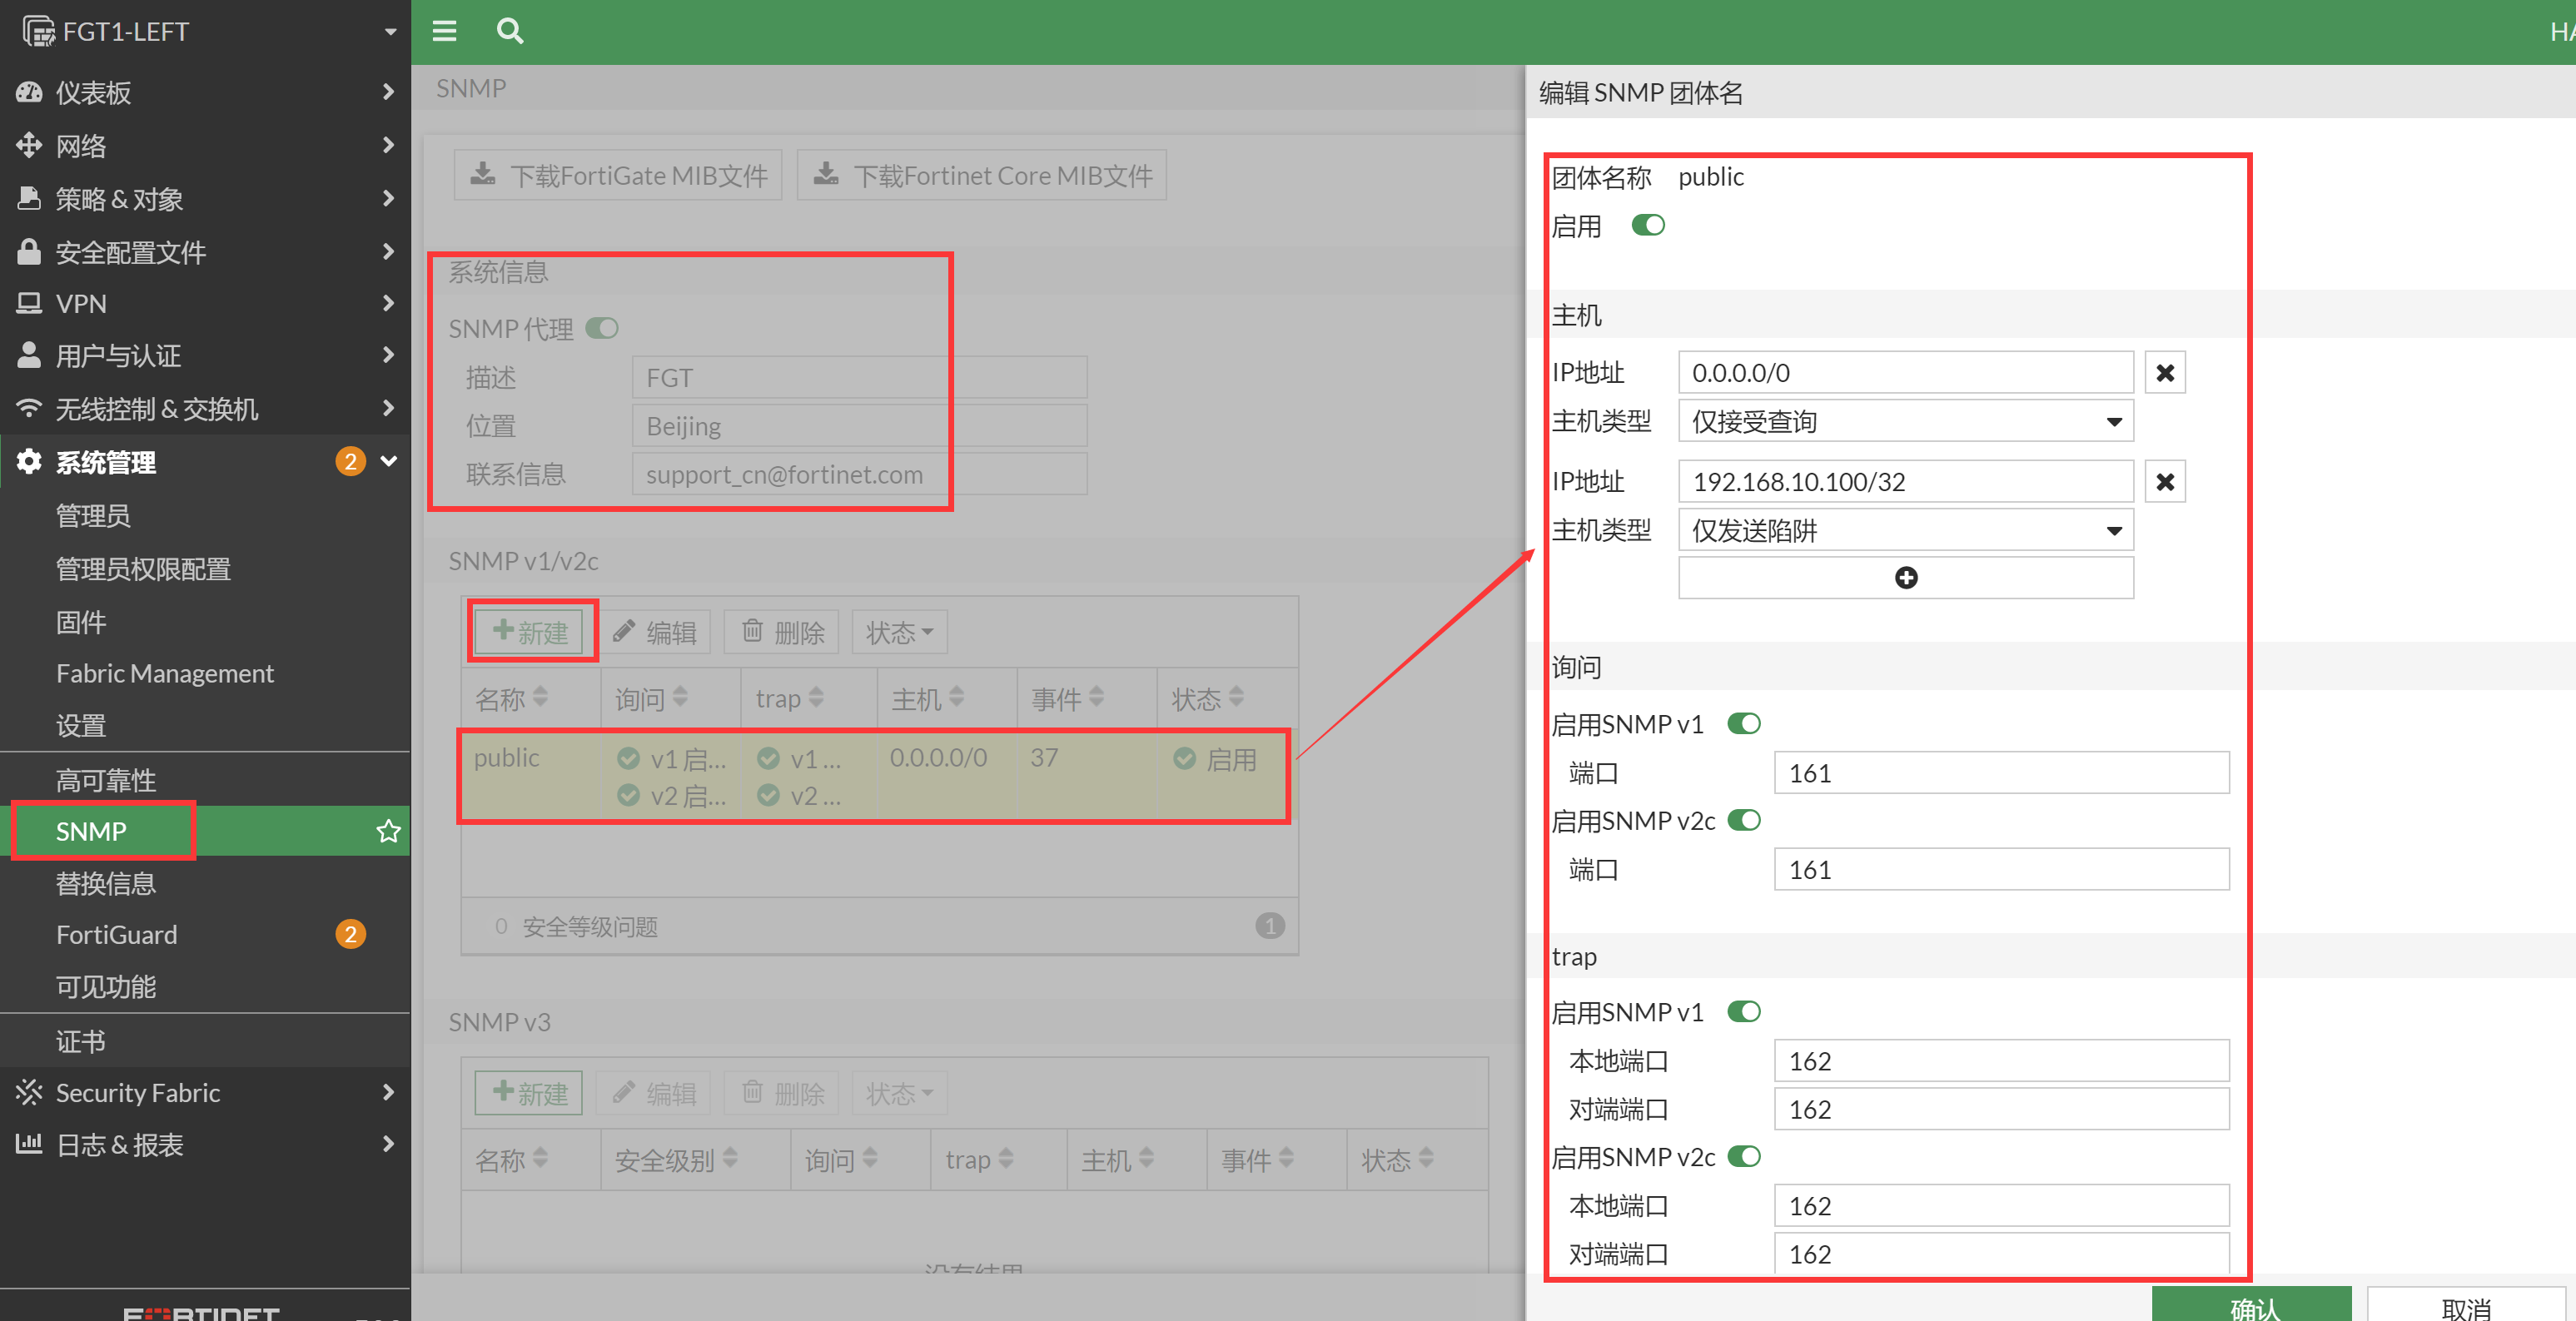 FGT1-LEFT
仪表板
网络
策略 & 对象
安全配置文件
VPN
用户与认证
无线控制 & 交换机
系统管理 2
管理员
管理员权限配置
固件
Fabric Management
设置
高可靠性
SNMP
替换信息
FortiGuard 2
可见功能
证书
Security Fabric
日志 & 报表
FORTINET
HA
SNMP
下载FortiGate MIB文件 下载Fortinet Core MIB文件
系统信息
SNMP 代理
描述 FGT
位置 Beijing
联系信息 support_cn@fortinet.com
SNMP v1/v2c
新建 编辑 删除 状态
名称 询问 trap 主机 事件 状态
public v1 启... v1 ... 0.0.0.0/0 37 启用
v2 启... v2 ...
0 安全等级问题 1
SNMP v3
新建 编辑 删除 状态
名称 安全级别 询问 trap 主机 事件 状态
没有结果
编辑 SNMP 团体名
团体名称 public
启用
主机
IP地址 0.0.0.0/0
主机类型 仅接受查询
IP地址 192.168.10.100/32
主机类型 仅发送陷阱
询问
启用SNMP v1
端口 161
启用SNMP v2c
端口 161
trap
启用SNMP v1
本地端口 162
对端端口 162
启用SNMP v2c
本地端口 162
对端端口 162
确认 取消